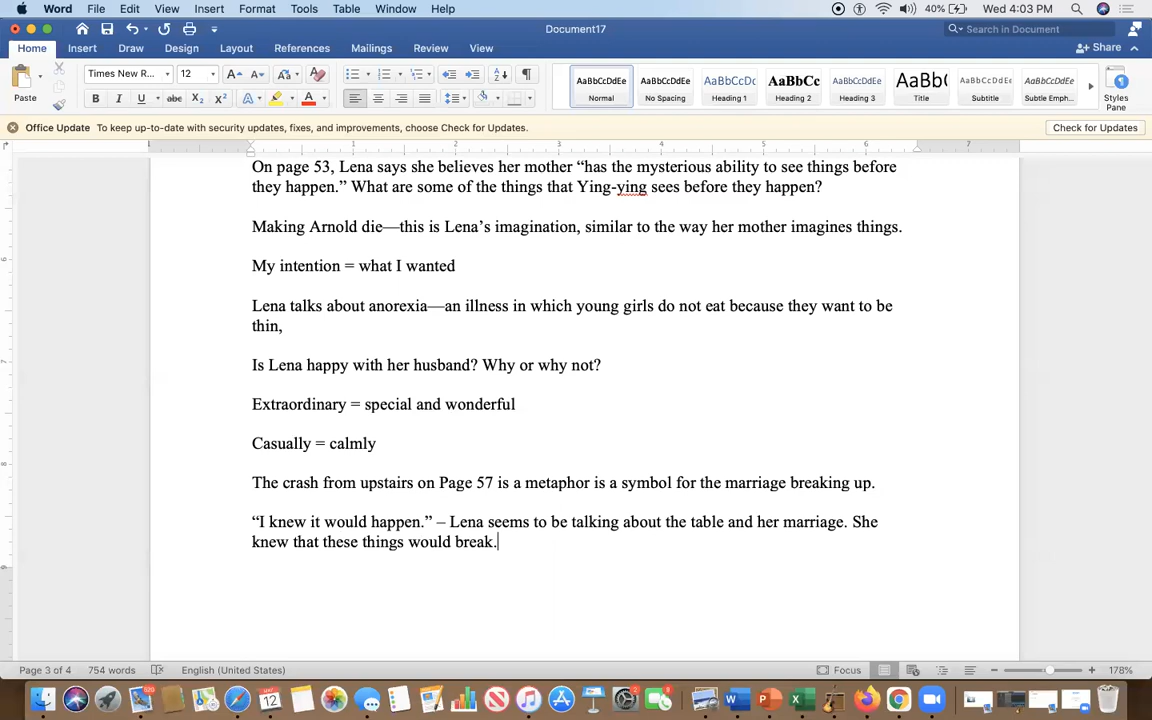 Word File Edit View Insert Format Tools Table Window Help 40% Wed 4:03 PM
Document17 Search in Document
Home Insert Draw Design Layout References Mailings Review View Share
Paste Times New R... 12 AaBbCcDdEe Normal AaBbCcDdEe No Spacing AaBbCcDc Heading 1 AaBbCc Heading 2 AaBbCcDdE Heading 3 AaBb( Title AaBbCcDdEe Subtitle AaBbCcDdEe Subtle Emph... Styles Pane
Office Update To keep up-to-date with security updates, fixes, and improvements, choose Check for Updates. Check for Updates
1 1 2 3 4 5 6 7
On page 53, Lena says she believes her mother “has the mysterious ability to see things before
they happen.” What are some of the things that Ying-ying sees before they happen?
Making Arnold die—this is Lena’s imagination, similar to the way her mother imagines things.
My intention = what I wanted
Lena talks about anorexia—an illness in which young girls do not eat because they want to be
thin,
Is Lena happy with her husband? Why or why not?
Extraordinary = special and wonderful
Casually = calmly
The crash from upstairs on Page 57 is a metaphor is a symbol for the marriage breaking up.
“I knew it would happen.” – Lena seems to be talking about the table and her marriage. She
knew that these things would break.
Page 3 of 4 754 words English (United States) Focus 178%